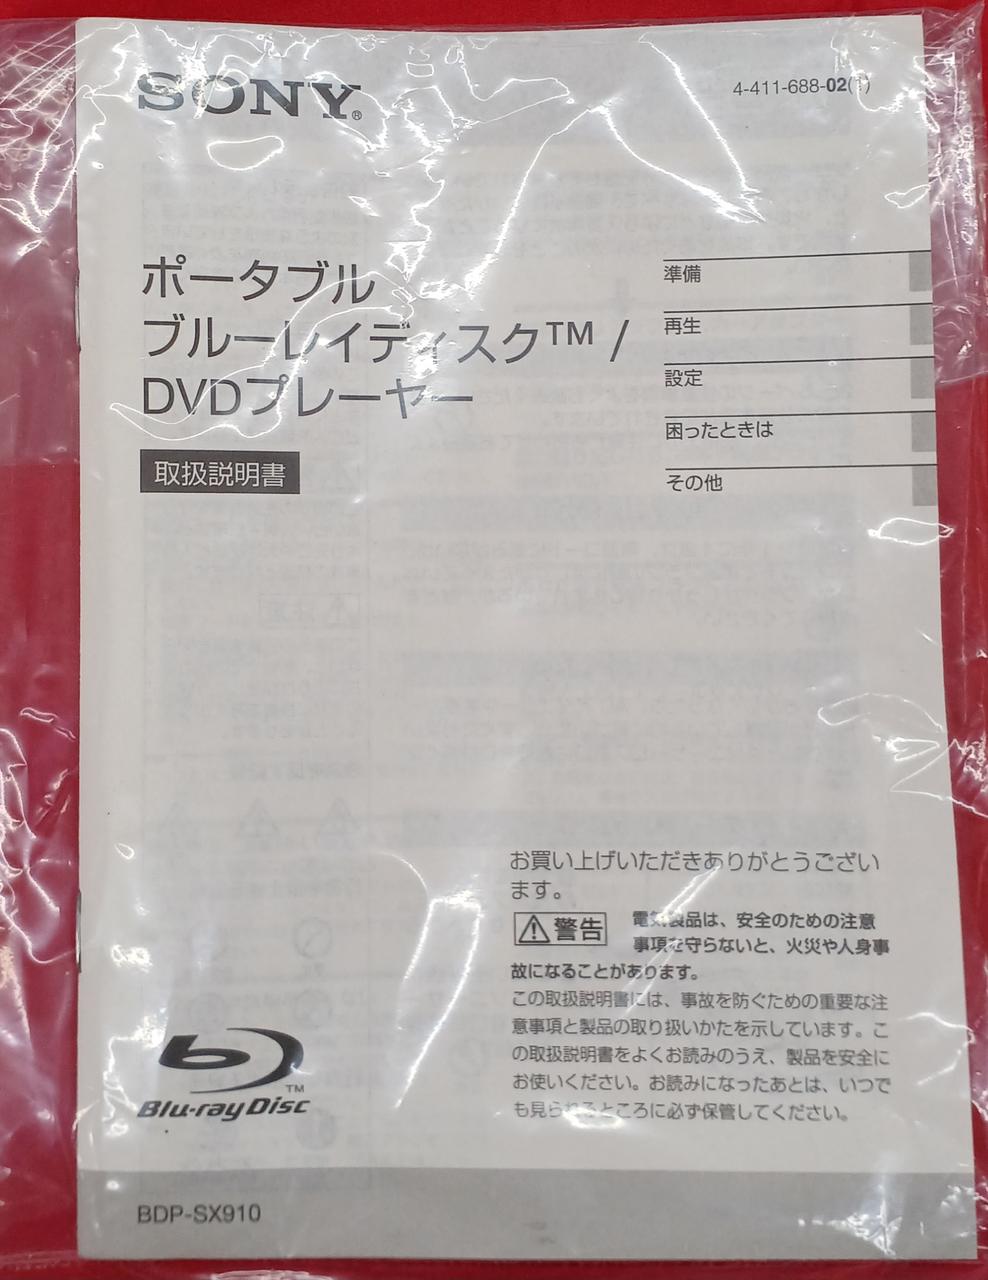 SONY®
4-411-688-02(1)
ポータブル
ブルーレイディスク™ /
DVDプレーヤー
取扱説明書
準備
再生
設定
困ったときは
その他
お買い上げいただきありがとうござい
ます。
警告 電気製品は、安全のための注意
事項を守らないと、火災や人身事
故になることがあります。
この取扱説明書には、事故を防ぐための重要な注
意事項と製品の取り扱いかたを示しています。こ
の取扱説明書をよくお読みのうえ、製品を安全に
お使いください。お読みになったあとは、いつで
も見られるところに必ず保管してください。
TM
Blu-ray Disc
BDP-SX910